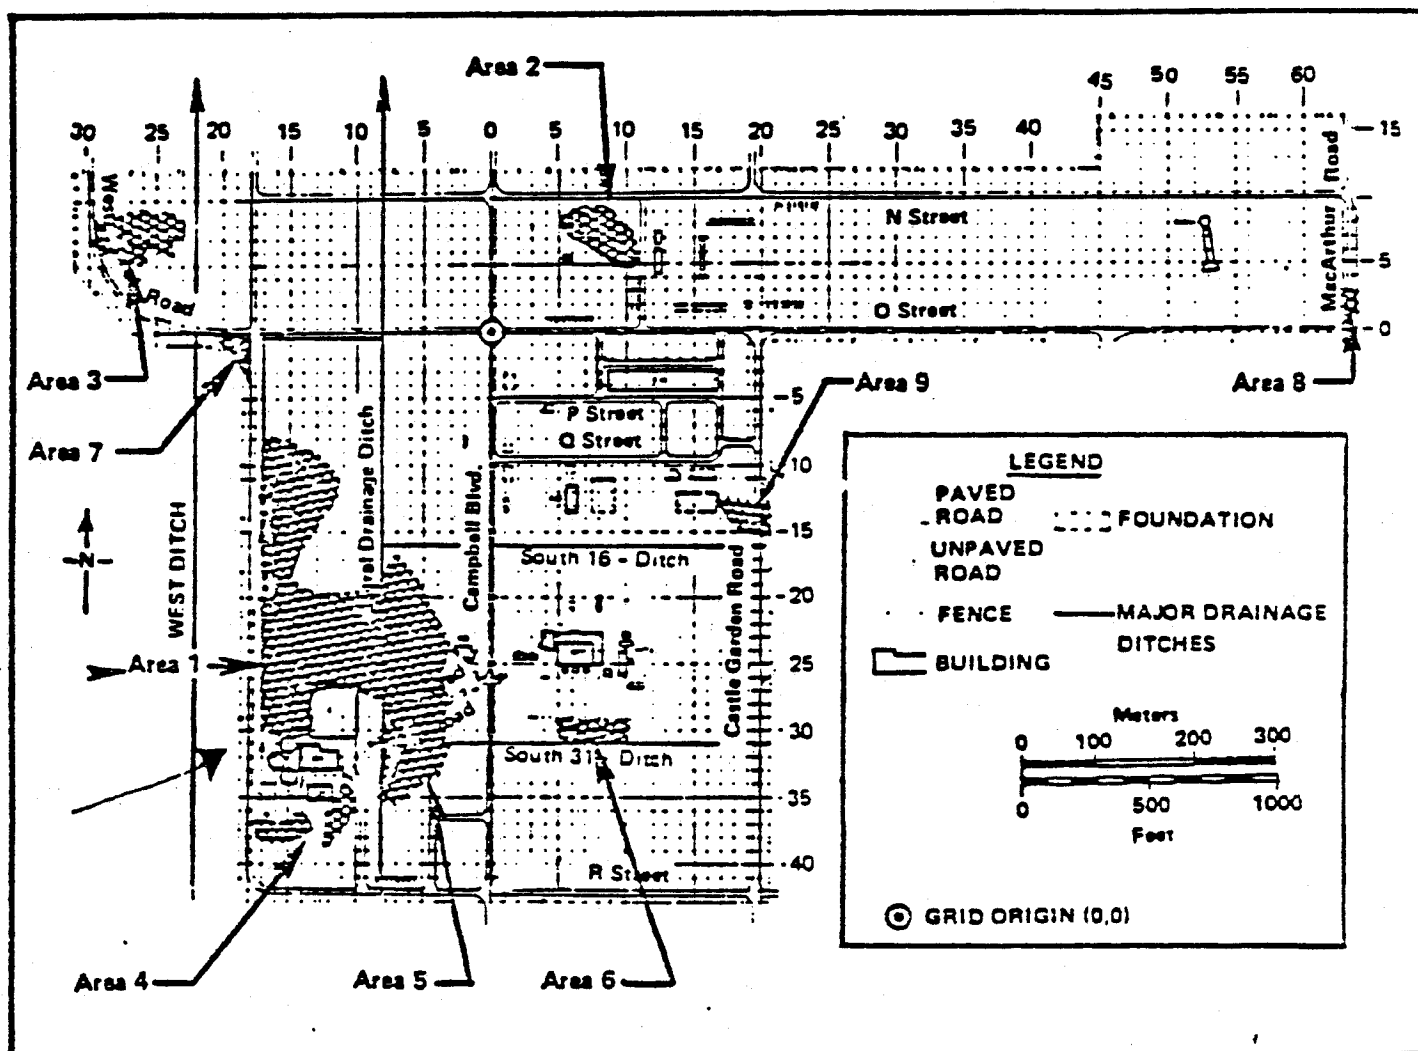 Area 2
45 50 55 60
30 25 20 15 10 5 0 5 10 15 20 25 30 35 40
15
West
Road
N Street
MacArthur Road
5
O Street
0
Area 3
Area 7
Area 9
Area 8
5
P Street
Q Street
10
15
WEST DITCH
ral Drainage Ditch
Campbell Blvd.
Castle Garden Road
N
South 16 - Ditch
20
Area 1
25
30
South 31 - Ditch
35
R Street
40
Area 4
Area 5
Area 6
LEGEND
PAVED
ROAD
FOUNDATION
UNPAVED
ROAD
FENCE
MAJOR DRAINAGE
DITCHES
BUILDING
Meters
0 100 200 300
0 500 1000
Feet
GRID ORIGIN (0,0)